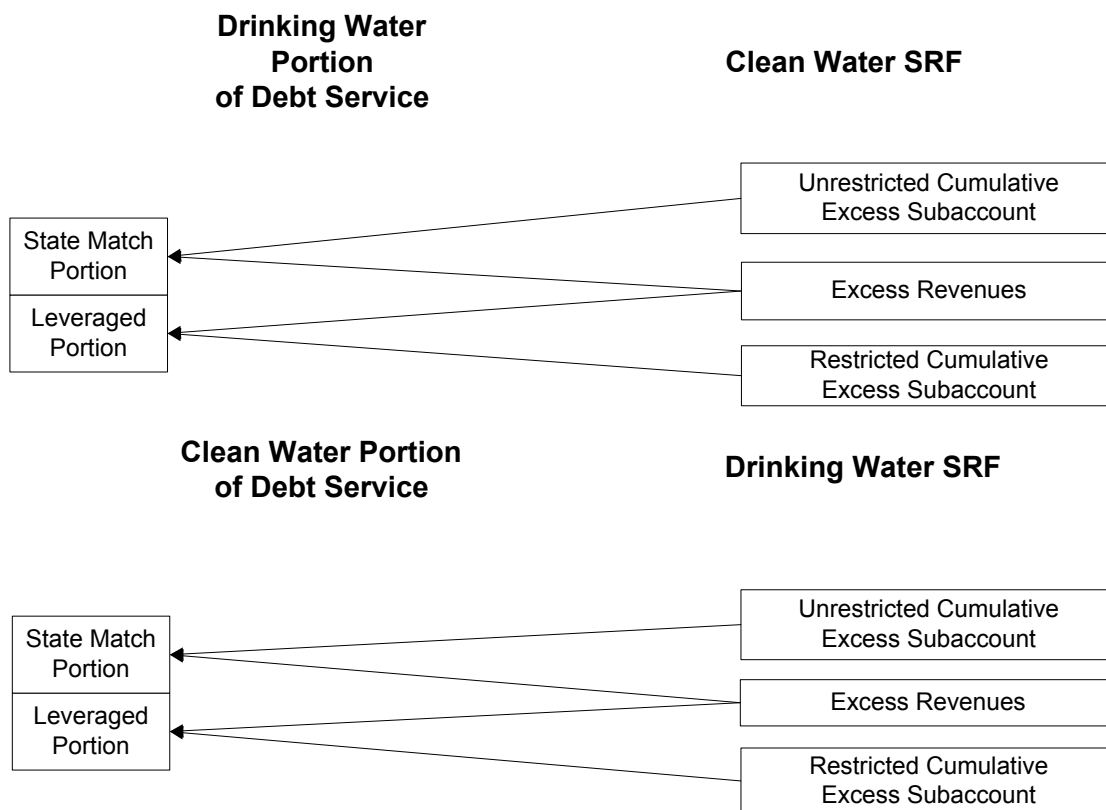 Drinking Water
Portion
of Debt Service
Clean Water SRF
State Match
Portion
Leveraged
Portion
Unrestricted Cumulative
Excess Subaccount
Excess Revenues
Restricted Cumulative
Excess Subaccount
Clean Water Portion
of Debt Service
Drinking Water SRF
State Match
Portion
Leveraged
Portion
Unrestricted Cumulative
Excess Subaccount
Excess Revenues
Restricted Cumulative
Excess Subaccount